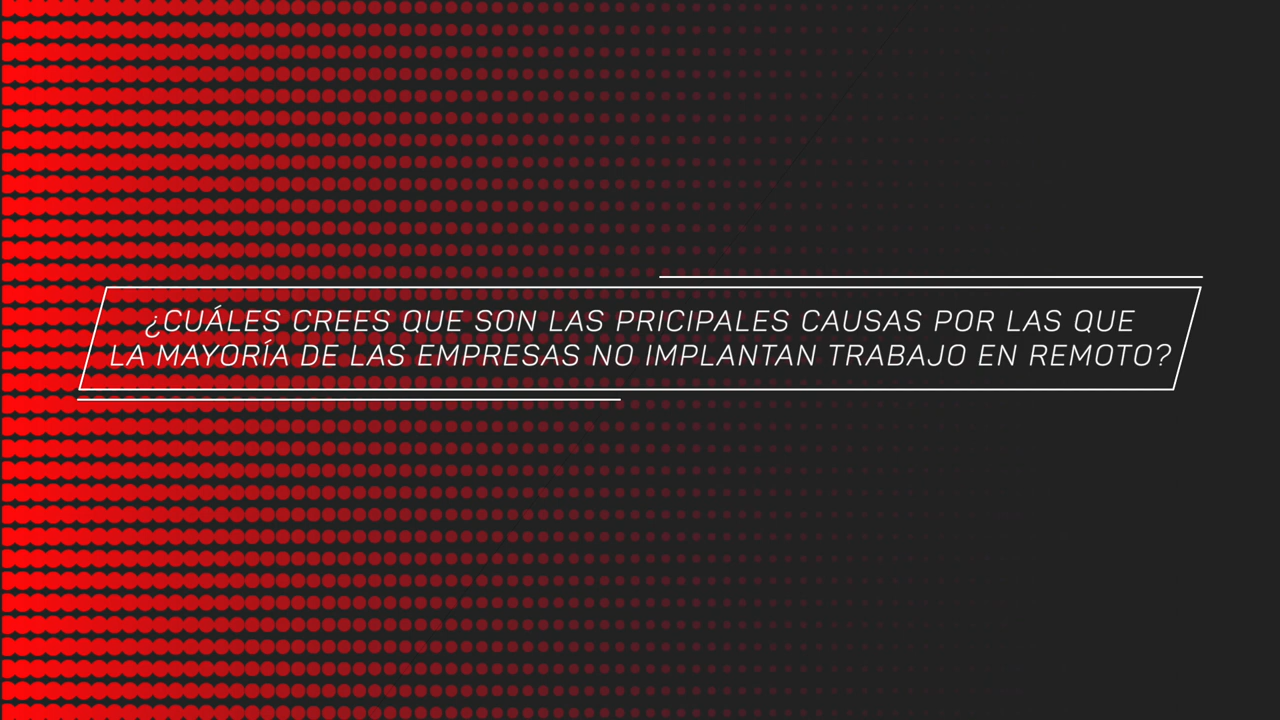 ¿CUÁLES CREES QUE SON LAS PRICIPALES CAUSAS POR LAS QUE
LA MAYORÍA DE LAS EMPRESAS NO IMPLANTAN TRABAJO EN REMOTO?